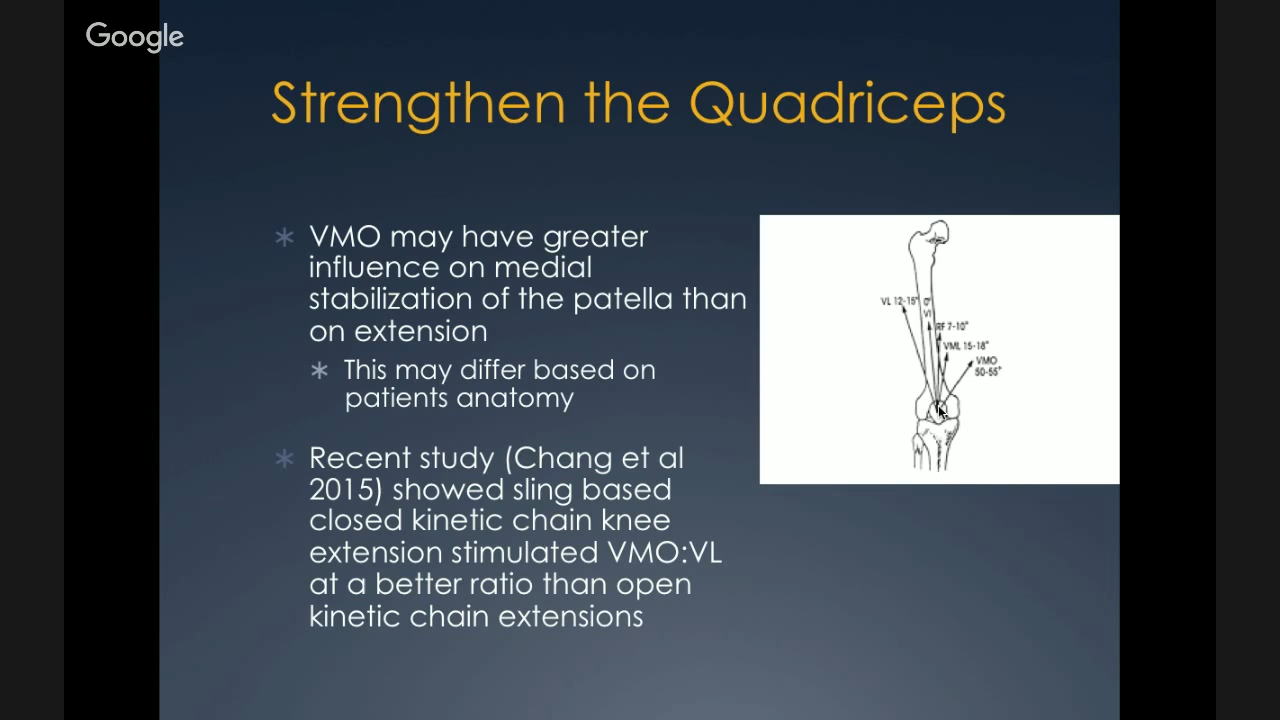 Google
Strengthen the Quadriceps
* VMO may have greater
influence on medial
stabilization of the patella than
on extension
* This may differ based on
patients anatomy
* Recent study (Chang et al
2015) showed sling based
closed kinetic chain knee
extension stimulated VMO:VL
at a better ratio than open
kinetic chain extensions
VL 12-15° 0°
VI
RF 7-10°
VML 15-18°
VMO
50-55°